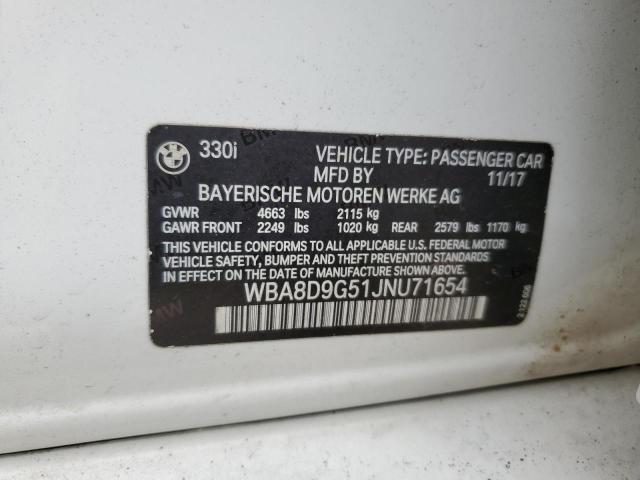 330i
VEHICLE TYPE: PASSENGER CAR
MFD BY 11/17
BAYERISCHE MOTOREN WERKE AG
GVWR 4663 lbs 2115 kg
GAWR FRONT 2249 lbs 1020 kg REAR 2579 lbs 1170 kg
THIS VEHICLE CONFORMS TO ALL APPLICABLE U.S. FEDERAL MOTOR
VEHICLE SAFETY, BUMPER, AND THEFT PREVENTION STANDARDS
IN EFFECT ON THE DATE OF MANUFACTURE SHOWN ABOVE.
WBA8D9G51JNU71654